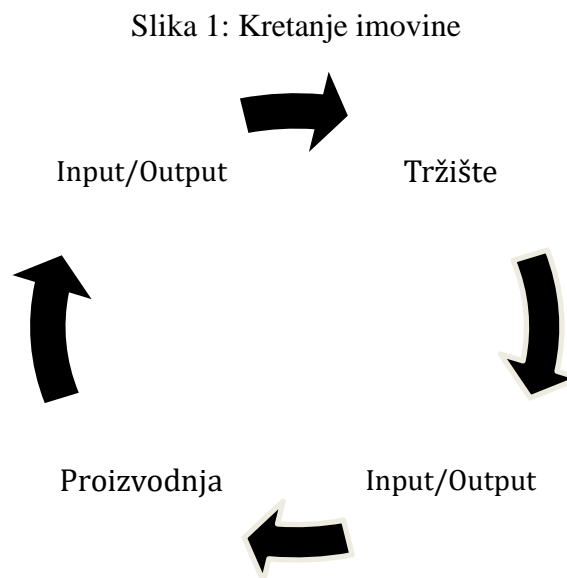 Slika 1: Kretanje imovine
Input/Output
Tržište
Proizvodnja
Input/Output